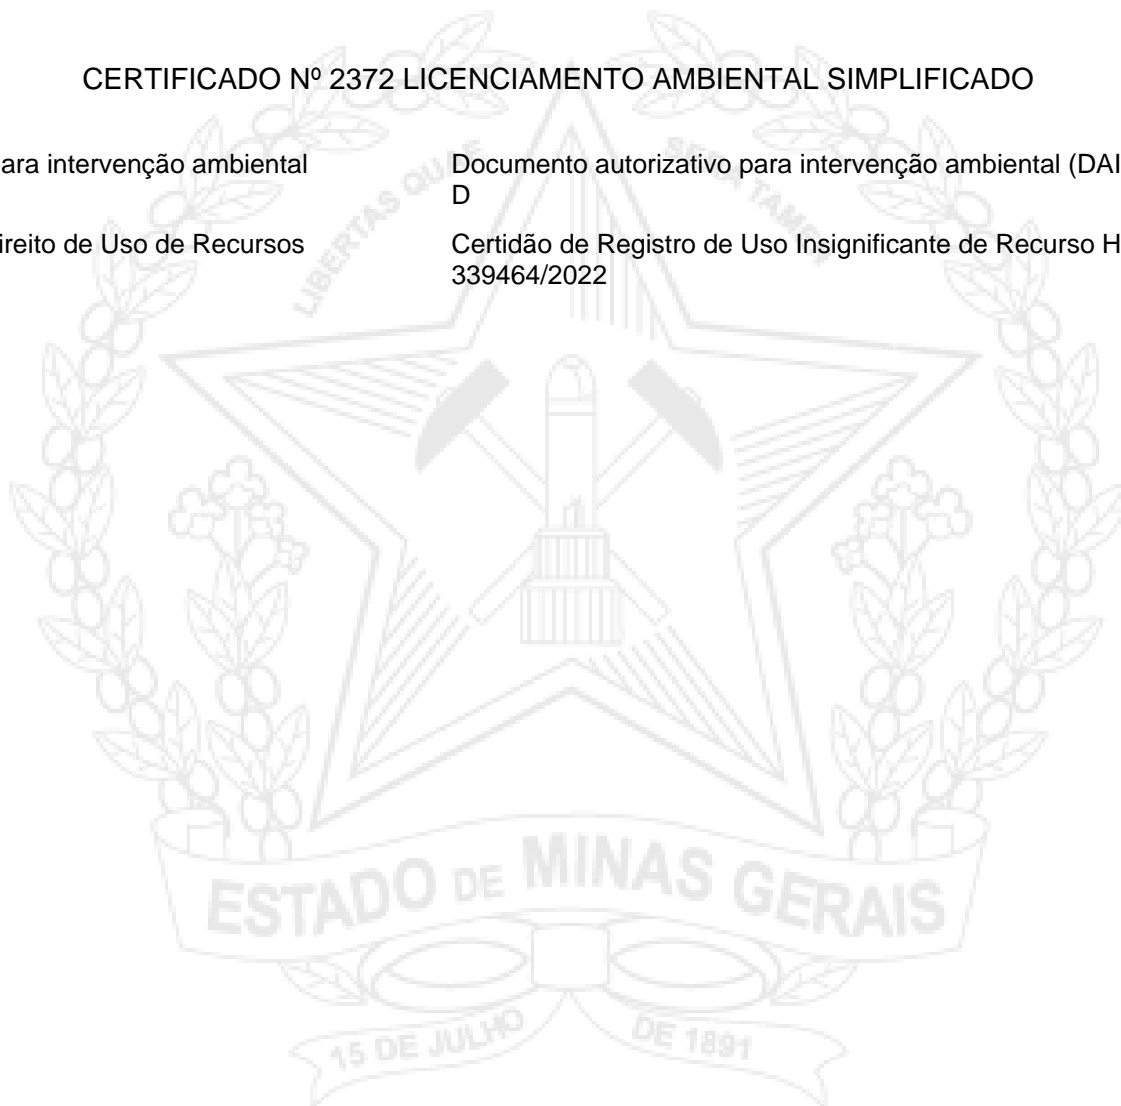 CERTIFICADO Nº 2372 LICENCIAMENTO AMBIENTAL SIMPLIFICADO
para intervenção ambiental
Documento autorizativo para intervenção ambiental (DAI
D
ireito de Uso de Recursos
Certidão de Registro de Uso Insignificante de Recurso H
339464/2022
LIBERTAS QUÆ SERA TAMEN
ESTADO DE MINAS GERAIS
15 DE JULHO DE 1891